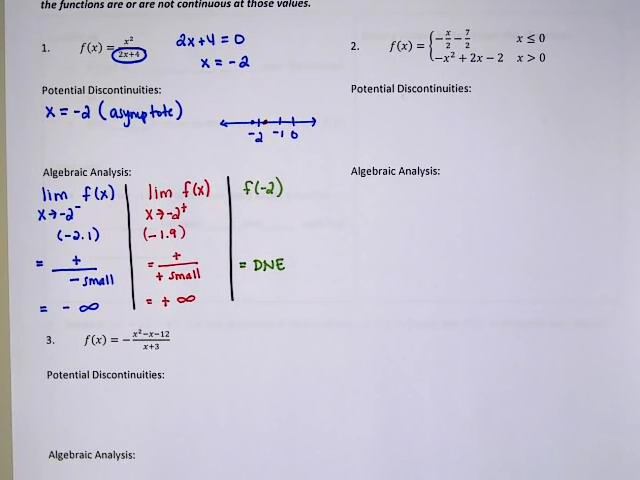 the functions are or are not continuous at those values.
1. f(x) = x²/(2x+4)
2x+4 = 0
x = -2
Potential Discontinuities:
x = -2 (asymptote)
-2 -1 0
Algebraic Analysis:
lim f(x) | lim f(x) | f(-2)
x→-2⁻ | x→-2⁺
(-2.1) | (-1.9)
= +/(- small) | = +/(+ small) | = DNE
= - ∞ | = + ∞
2. f(x) = { -x/2 - 7/2 x ≤ 0
-x² + 2x - 2 x > 0
Potential Discontinuities:
Algebraic Analysis:
3. f(x) = - (x²-x-12)/(x+3)
Potential Discontinuities:
Algebraic Analysis: